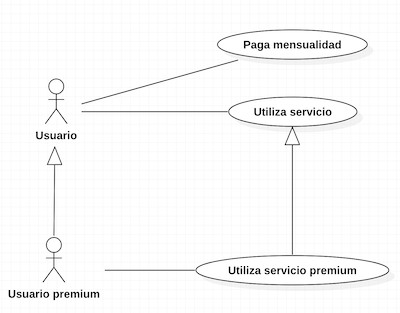 Paga mensualidad
Utiliza servicio
Usuario
Utiliza servicio premium
Usuario premium